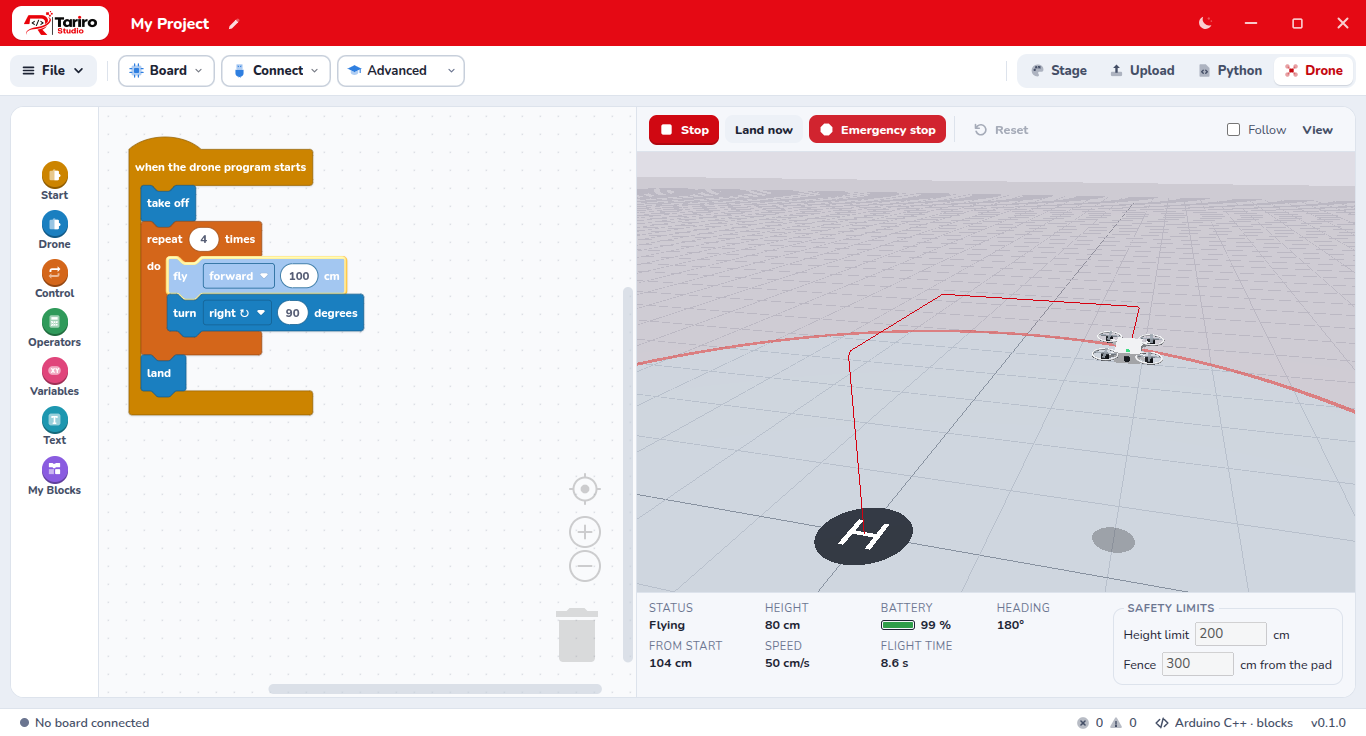 Tariro
Studio
My Project
File
Board
Connect
Advanced
Stage
Upload
Python
Drone
Start
Drone
Control
Operators
Variables
Text
My Blocks
when the drone program starts
take off
repeat 4 times
do
fly forward 100 cm
turn right ↻ 90 degrees
land
Stop
Land now
Emergency stop
Reset
Follow
View
H
STATUS
Flying
HEIGHT
80 cm
BATTERY
99 %
HEADING
180°
FROM START
104 cm
SPEED
50 cm/s
FLIGHT TIME
8.6 s
SAFETY LIMITS
Height limit 200 cm
Fence 300 cm from the pad
No board connected
0
0
Arduino C++ · blocks
v0.1.0